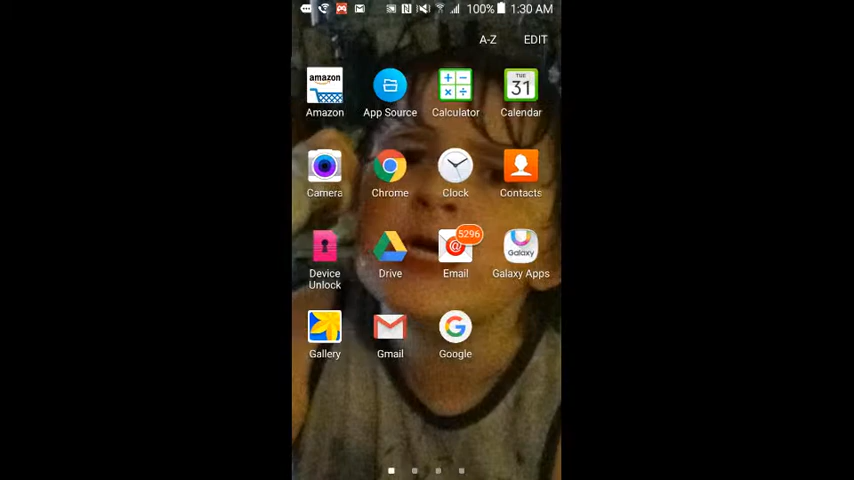 100% 1:30 AM
A-Z EDIT
amazon
TUE
31
Amazon App Source Calculator Calendar
Camera Chrome Clock Contacts
5296
Galaxy
Device Unlock Drive Email Galaxy Apps
Gallery Gmail Google